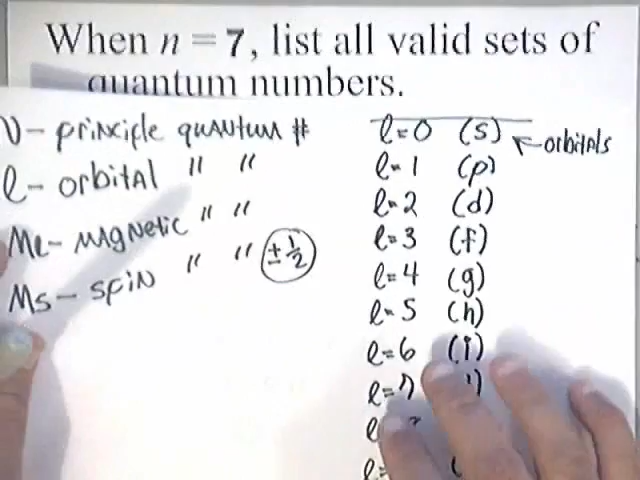 When n = 7, list all valid sets of
quantum numbers.
n – principle quantum #
l – orbital " "
Ml – magnetic " "
Ms – spin " " ± 1/2
l=0 (s) ← orbitals
l=1 (p)
l=2 (d)
l=3 (f)
l=4 (g)
l=5 (h)
l=6 (i)
l=7
l
l=